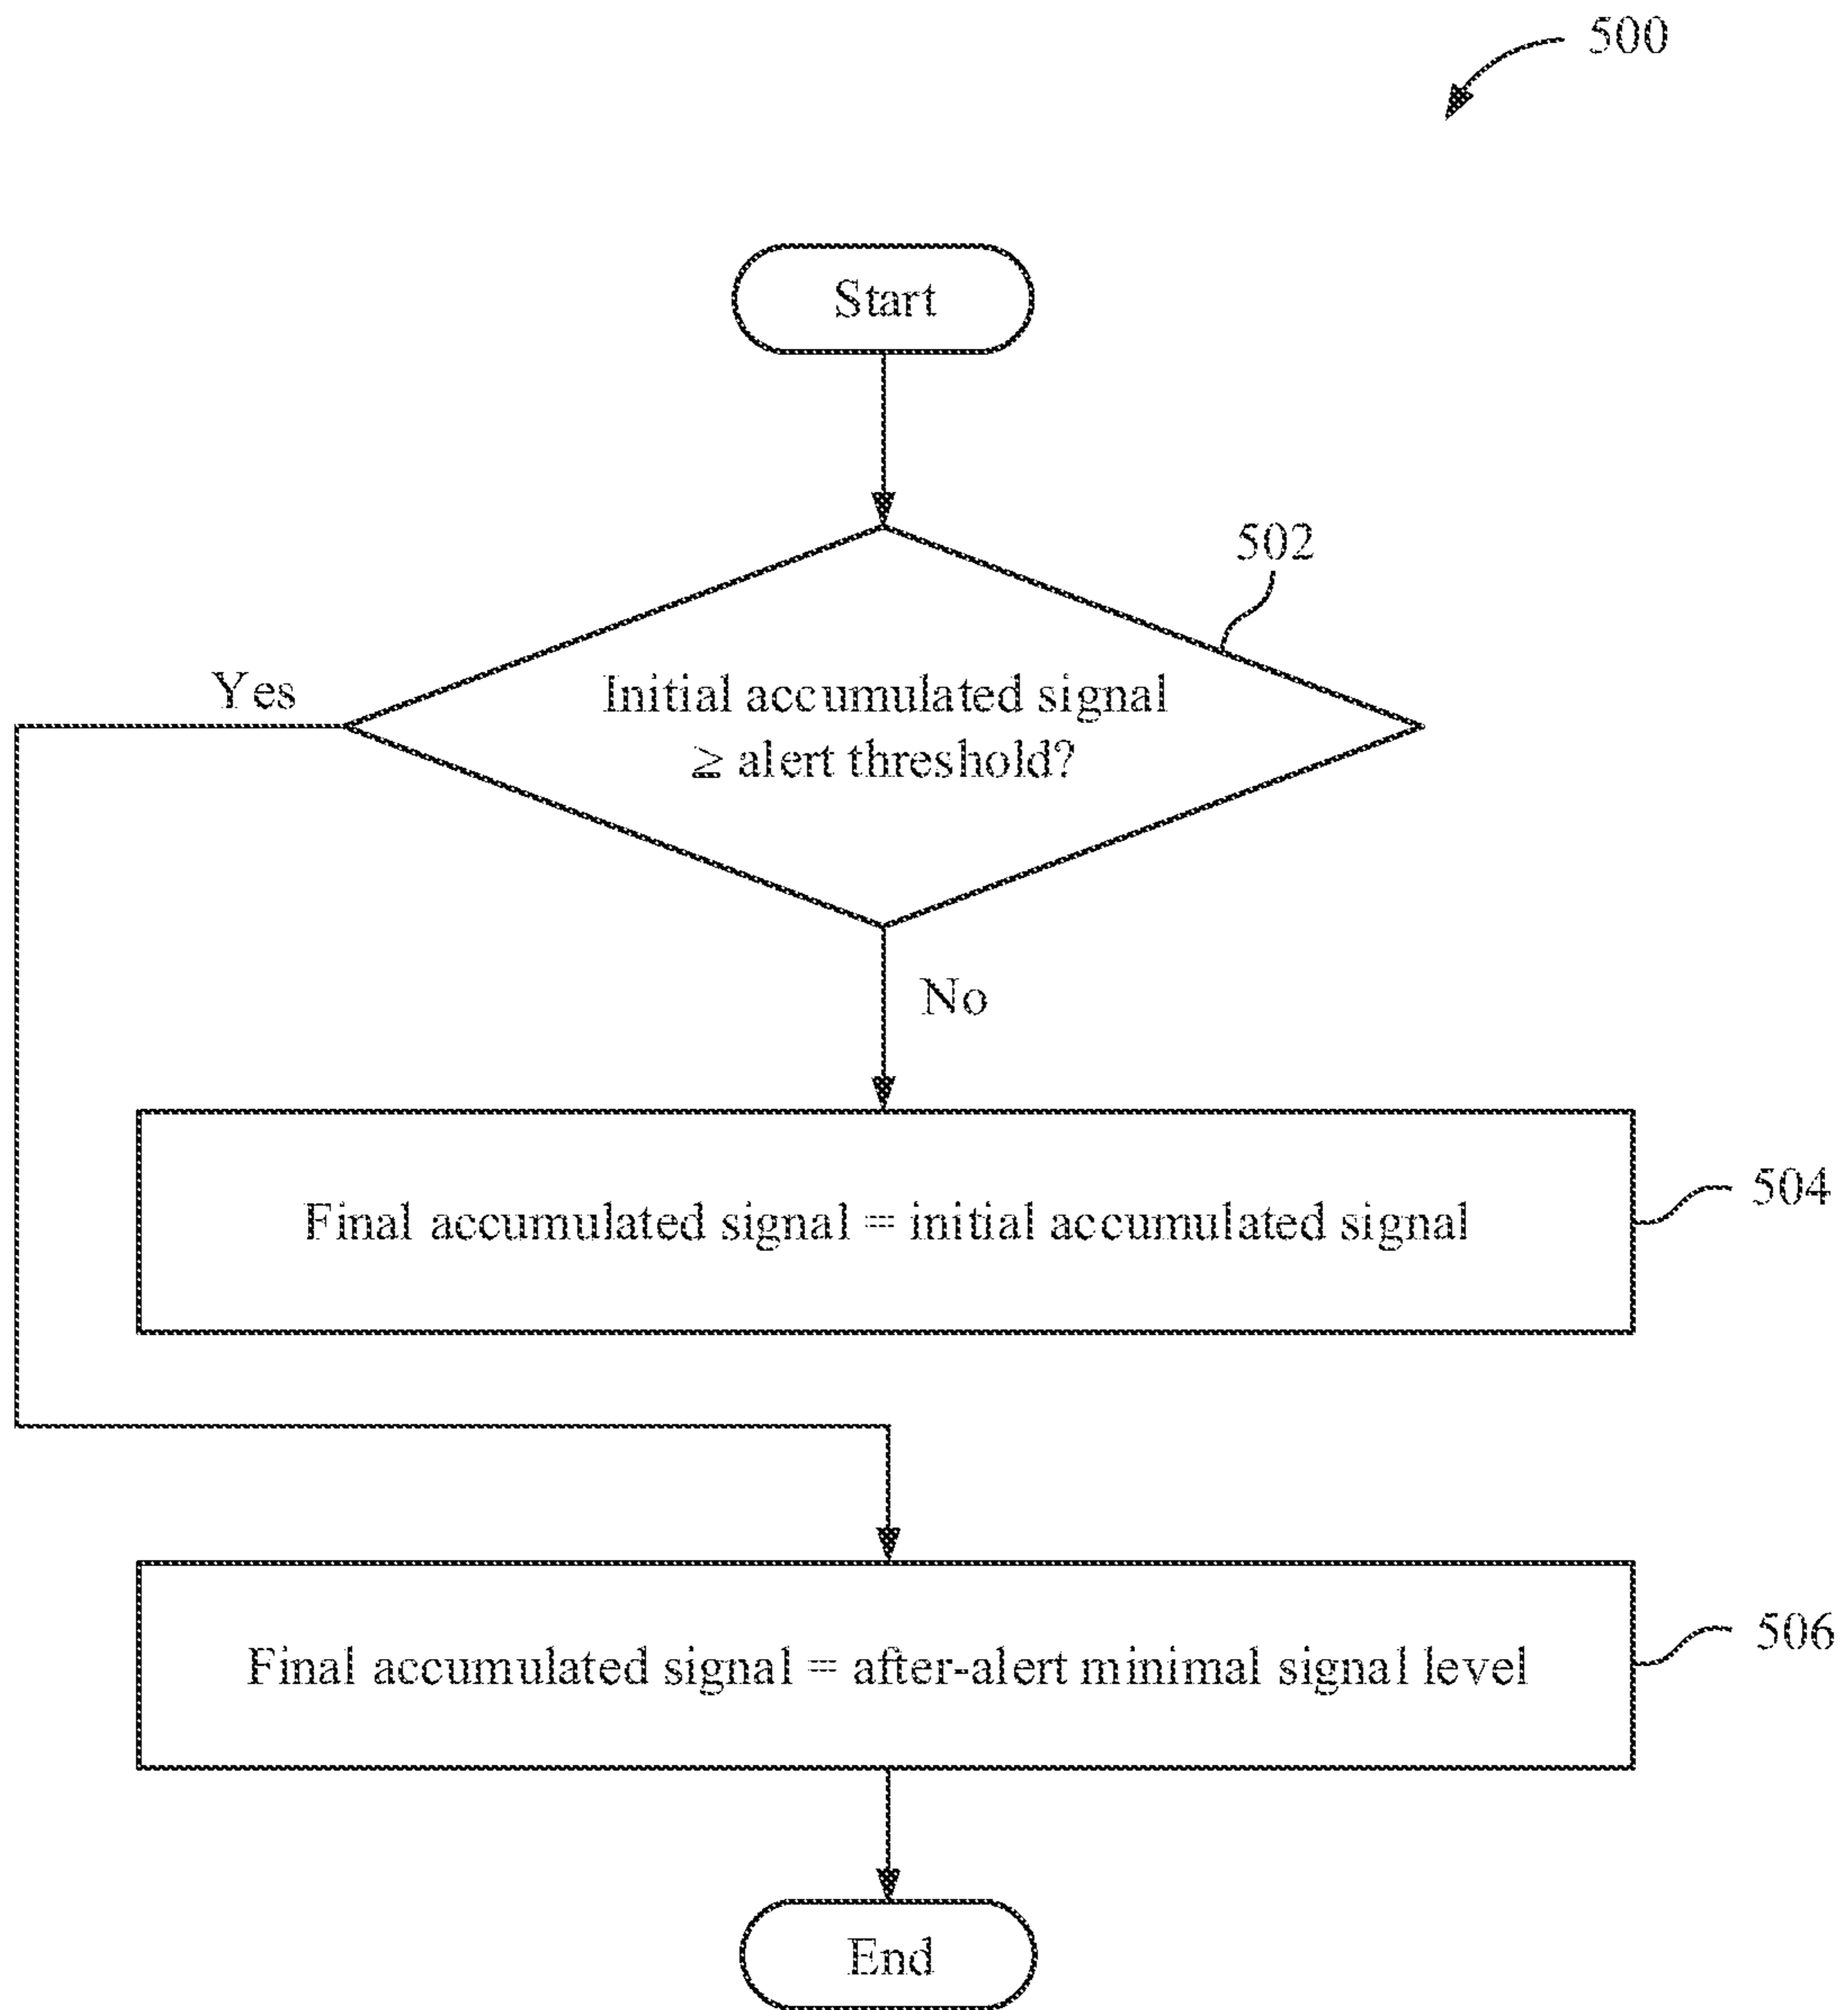 500
Start
502
Yes
Initial accumulated signal
≥ alert threshold?
No
Final accumulated signal = initial accumulated signal
504
Final accumulated signal = after-alert minimal signal level
506
End